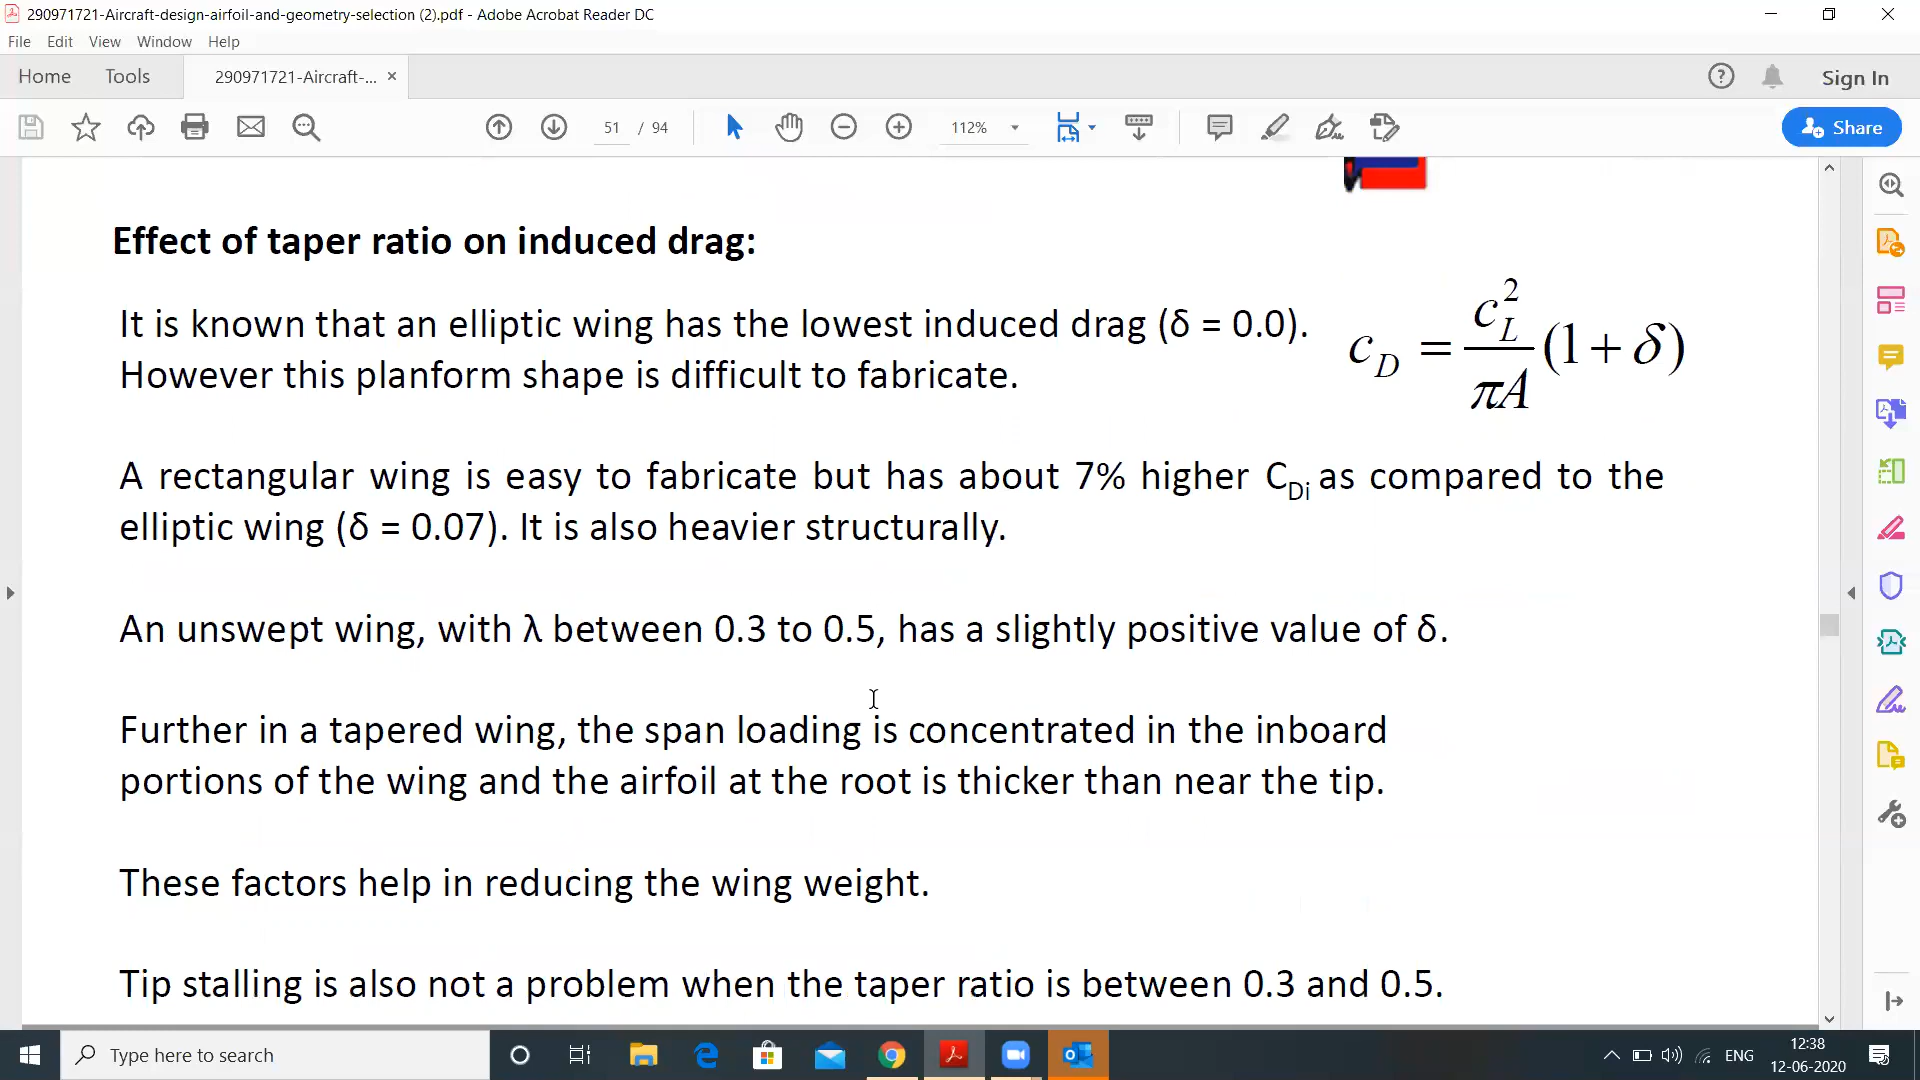 290971721-Aircraft-design-airfoil-and-geometry-selection (2).pdf - Adobe Acrobat Reader DC
File Edit View Window Help
Home Tools 290971721-Aircraft-... × Sign In
51 / 94 112% Share
Effect of taper ratio on induced drag:
It is known that an elliptic wing has the lowest induced drag (δ = 0.0).
However this planform shape is difficult to fabricate.
c_D = c_L^2 / πA (1 + δ)
A rectangular wing is easy to fabricate but has about 7% higher C_Di as compared to the
elliptic wing (δ = 0.07). It is also heavier structurally.
An unswept wing, with λ between 0.3 to 0.5, has a slightly positive value of δ.
Further in a tapered wing, the span loading is concentrated in the inboard
portions of the wing and the airfoil at the root is thicker than near the tip.
These factors help in reducing the wing weight.
Tip stalling is also not a problem when the taper ratio is between 0.3 and 0.5.
Type here to search
ENG
12:38
12-06-2020